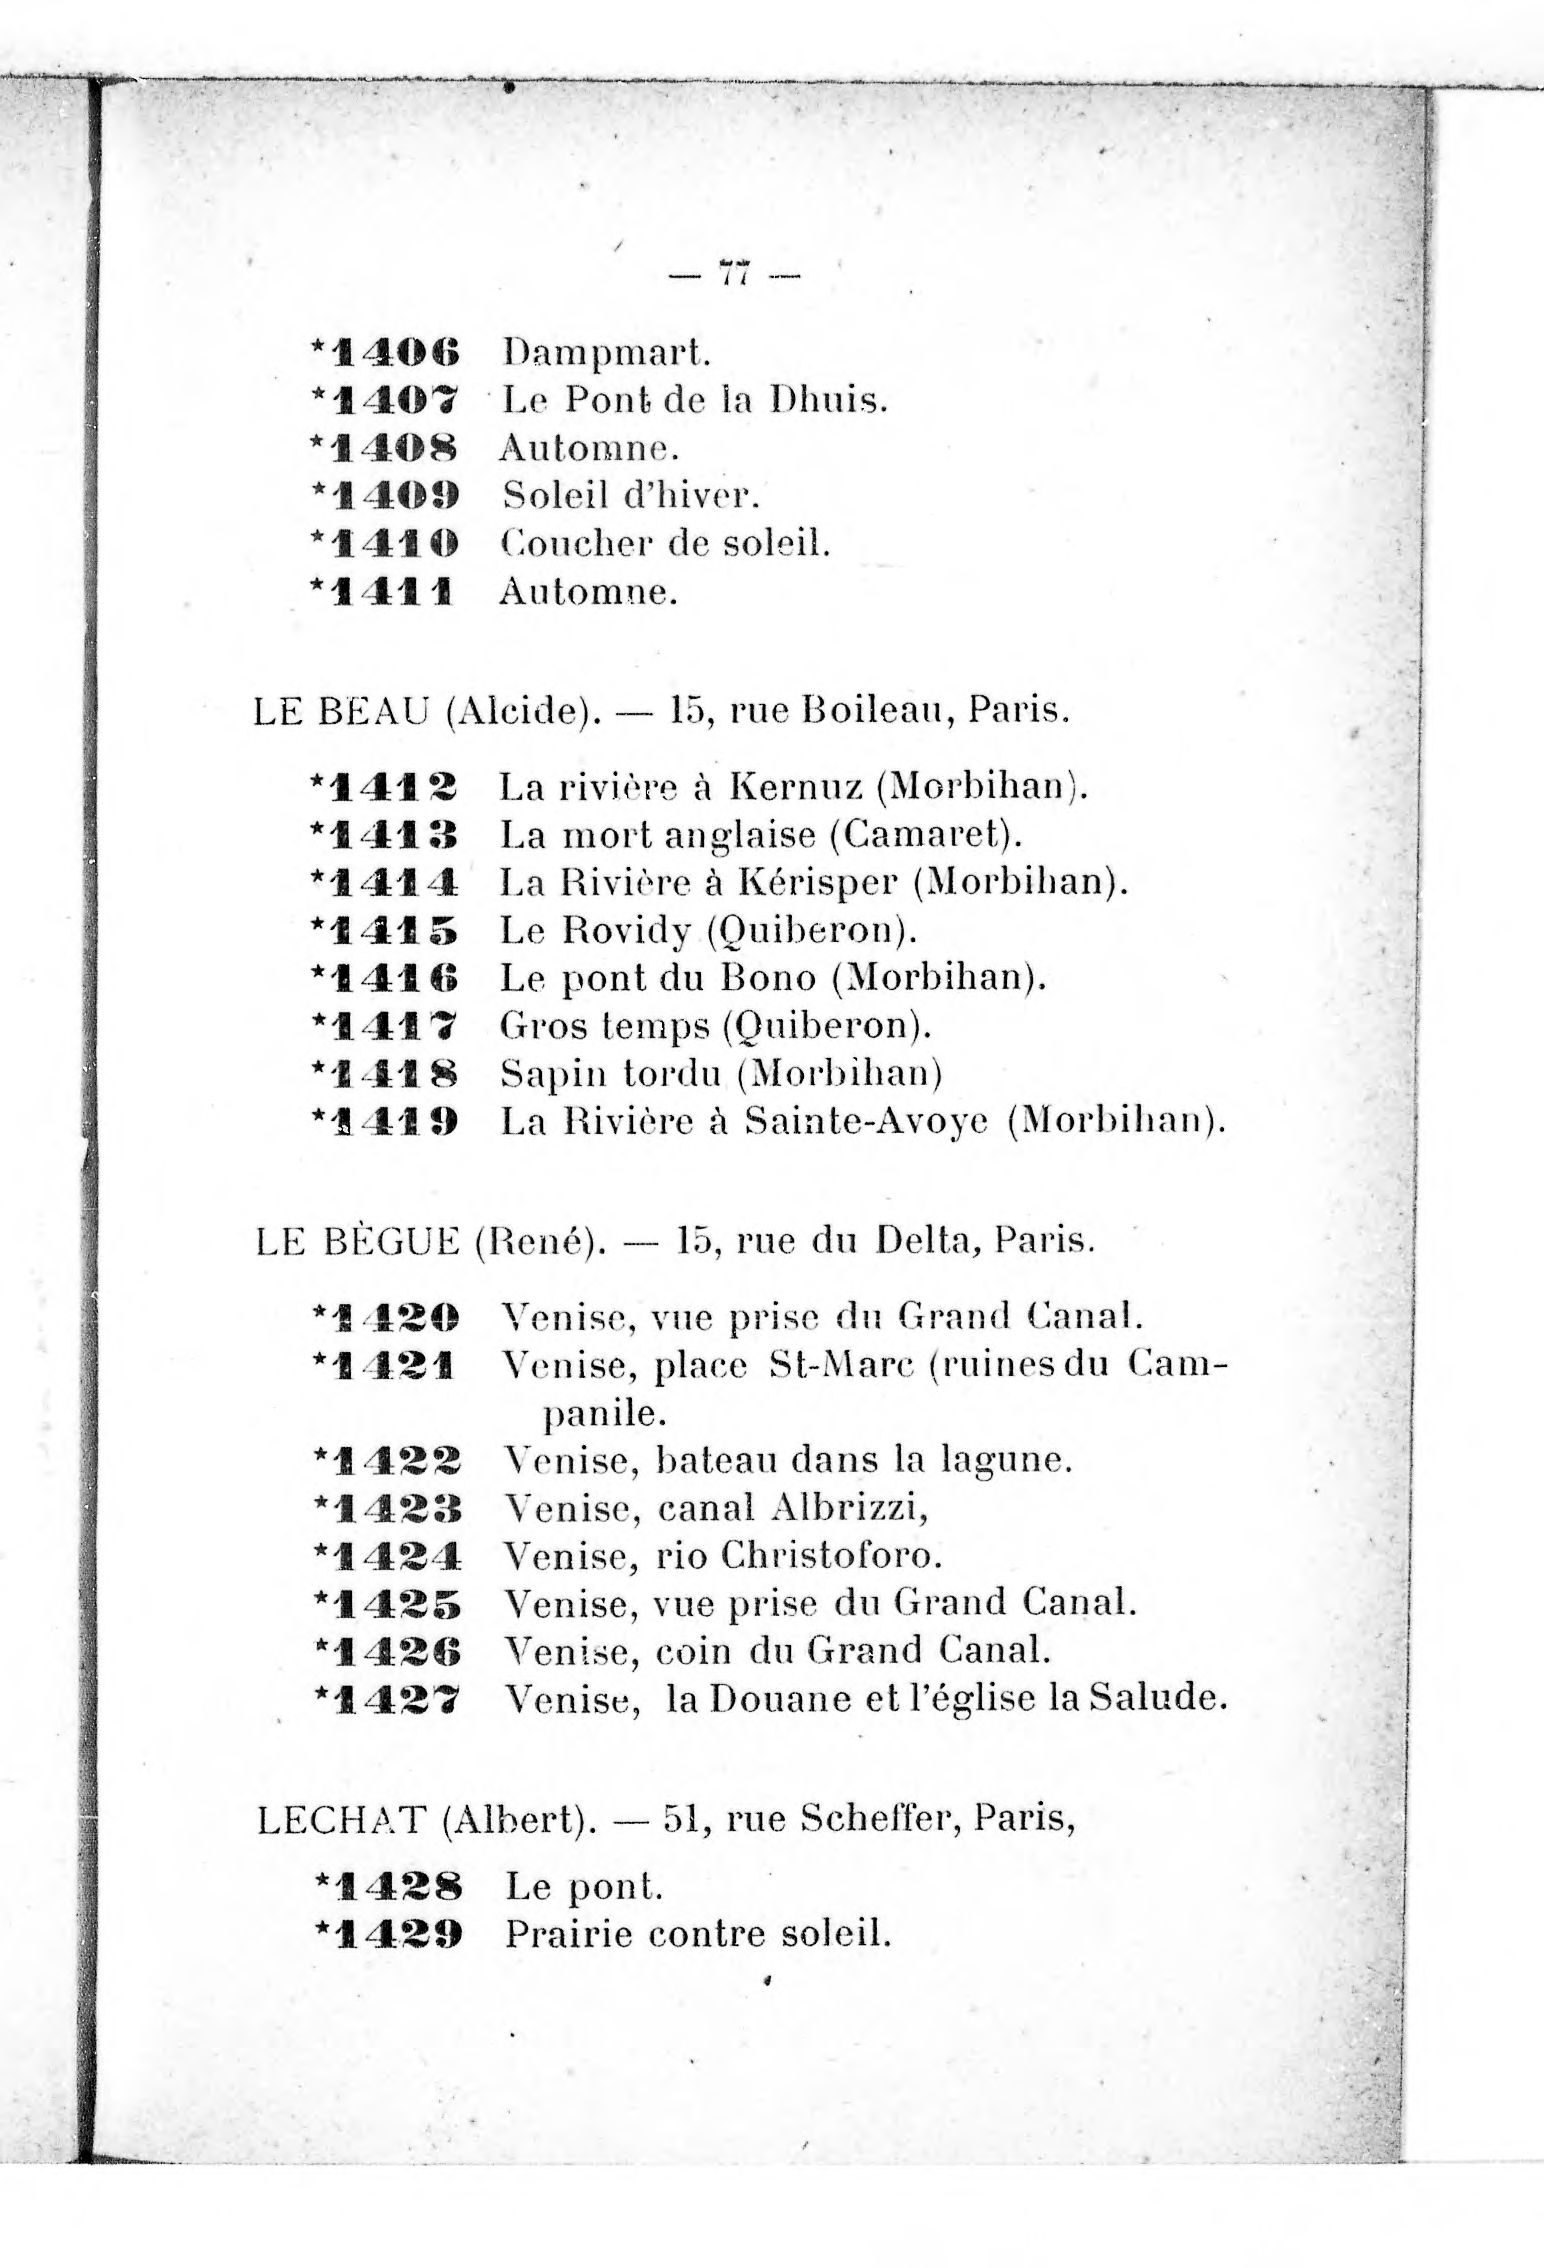 — 77 —
*1406 Dampmart.
*1407 Le Pont de la Dhuis.
*1408 Automne.
*1409 Soleil d'hiver.
*1410 Coucher de soleil.
*1411 Automne.
LE BEAU (Alcide). — 15, rue Boileau, Paris.
*1412 La rivière à Kernuz (Morbihan).
*1413 La mort anglaise (Camaret).
*1414 La Rivière à Kérisper (Morbihan).
*1415 Le Rovidy (Quiberon).
*1416 Le pont du Bono (Morbihan).
*1417 Gros temps (Quiberon).
*1418 Sapin tordu (Morbihan)
*1419 La Rivière à Sainte-Avoye (Morbihan).
LE BÈGUE (René). — 15, rue du Delta, Paris.
*1420 Venise, vue prise du Grand Canal.
*1421 Venise, place St-Marc (ruines du Cam-
panile.
*1422 Venise, bateau dans la lagune.
*1423 Venise, canal Albrizzi,
*1424 Venise, rio Christoforo.
*1425 Venise, vue prise du Grand Canal.
*1426 Venise, coin du Grand Canal.
*1427 Venise, la Douane et l'église la Salude.
LECHAT (Albert). — 51, rue Scheffer, Paris,
*1428 Le pont.
*1429 Prairie contre soleil.